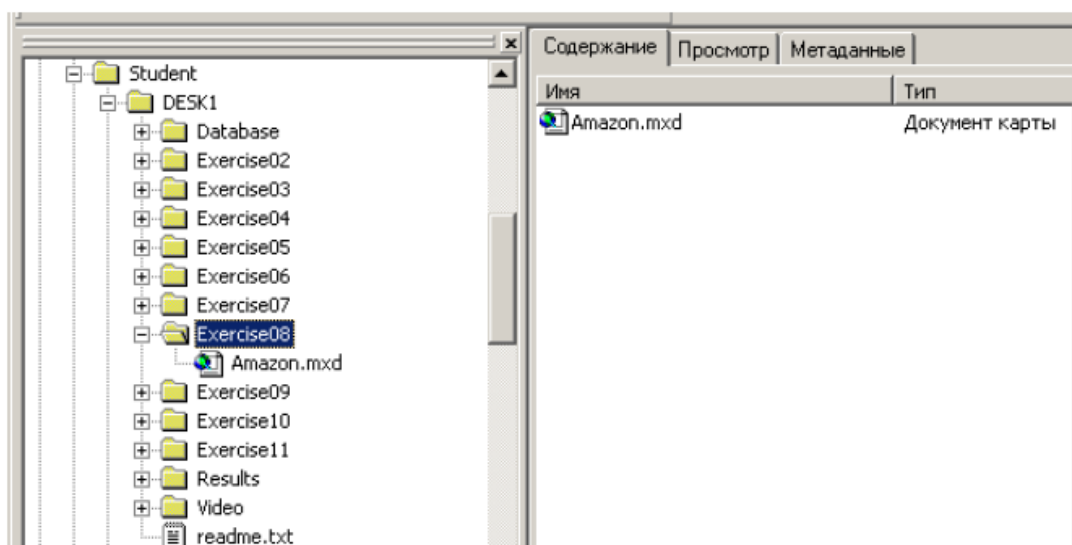 Student
DESK1
Database
Exercise02
Exercise03
Exercise04
Exercise05
Exercise06
Exercise07
Exercise08
Amazon.mxd
Exercise09
Exercise10
Exercise11
Results
Video
readme.txt
Содержание Просмотр Метаданные
Имя Тип
Amazon.mxd Документ карты